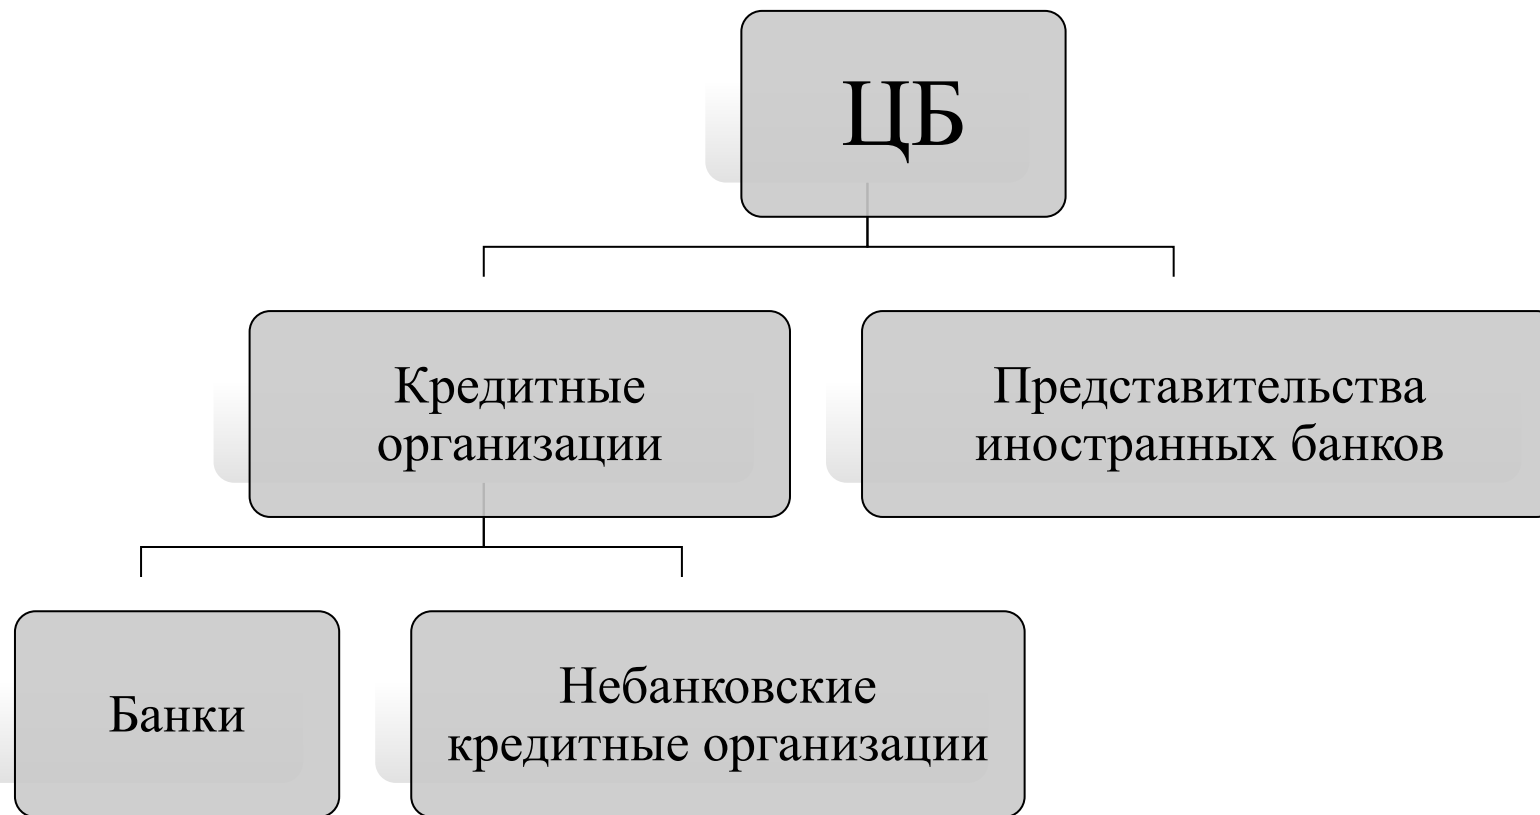 ЦБ
Кредитные
организации
Представительства
иностранных банков
Банки
Небанковские
кредитные организации